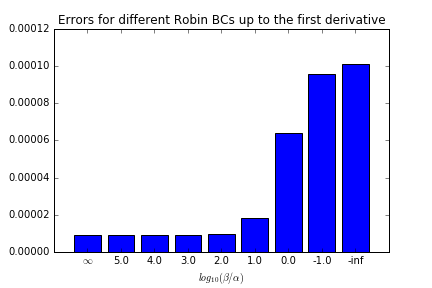 Errors for different Robin BCs up to the first derivative
0.00012
0.00010
0.00008
0.00006
0.00004
0.00002
0.00000
∞ 5.0 4.0 3.0 2.0 1.0 0.0 -1.0 -inf
log₁₀(β/α)